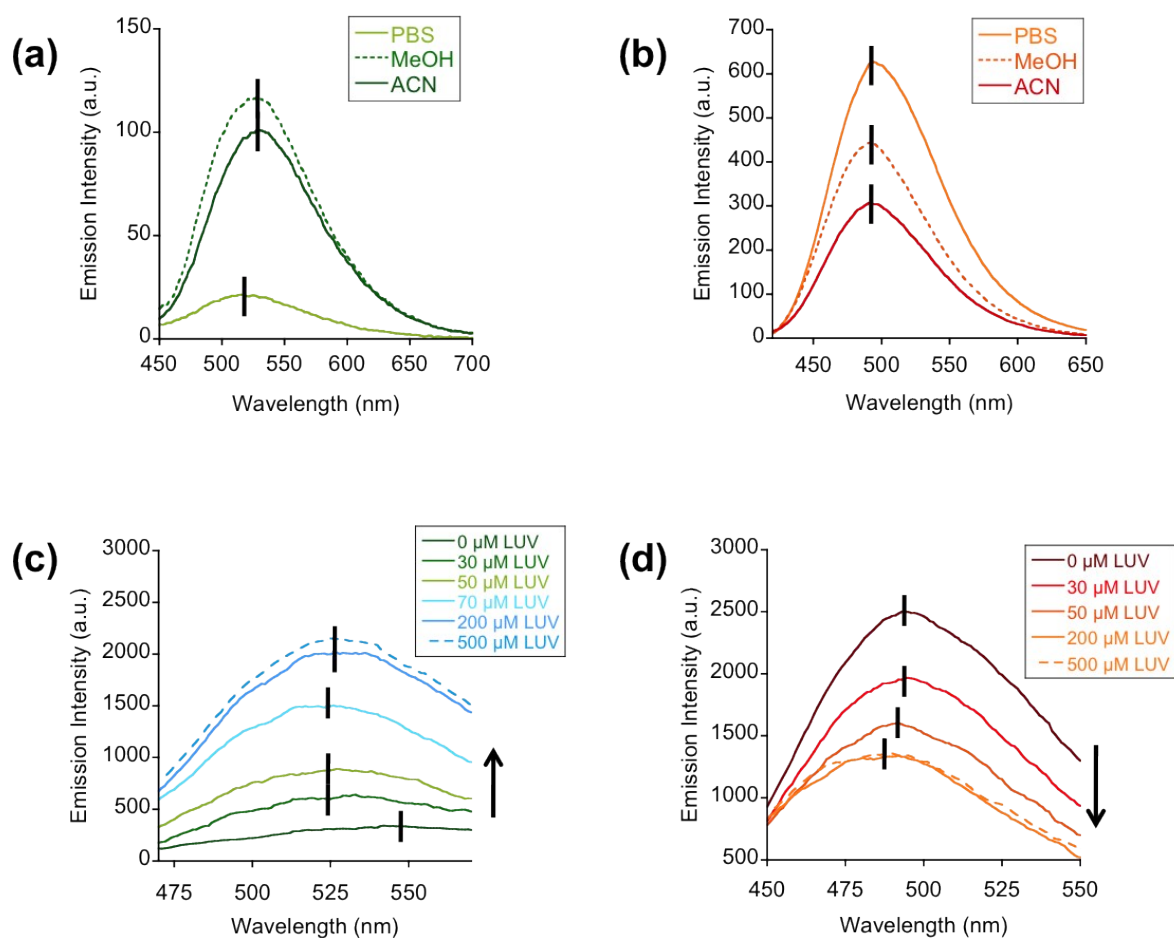 (a)
150
100
50
0
Emission Intensity (a.u.)
450 500 550 600 650 700
Wavelength (nm)
PBS
MeOH
ACN
(b)
700
600
500
400
300
200
100
0
Emission Intensity (a.u.)
450 500 550 600 650
Wavelength (nm)
PBS
MeOH
ACN
(c)
3000
2500
2000
1500
1000
500
0
Emission Intensity (a.u.)
475 500 525 550
Wavelength (nm)
0 µM LUV
30 µM LUV
50 µM LUV
70 µM LUV
200 µM LUV
500 µM LUV
(d)
3000
2500
2000
1500
1000
500
Emission Intensity (a.u.)
450 475 500 525 550
Wavelength (nm)
0 µM LUV
30 µM LUV
50 µM LUV
200 µM LUV
500 µM LUV